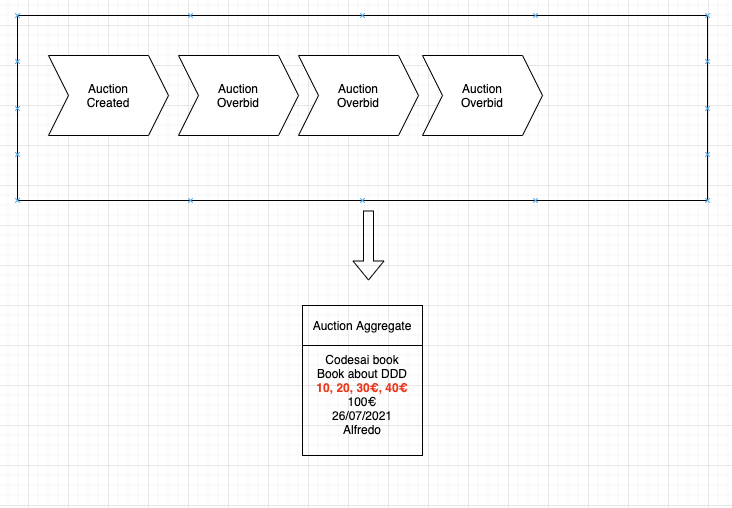 Auction
Created
Auction
Overbid
Auction
Overbid
Auction
Overbid
Auction Aggregate
Codesai book
Book about DDD
10, 20, 30€, 40€
100€
26/07/2021
Alfredo